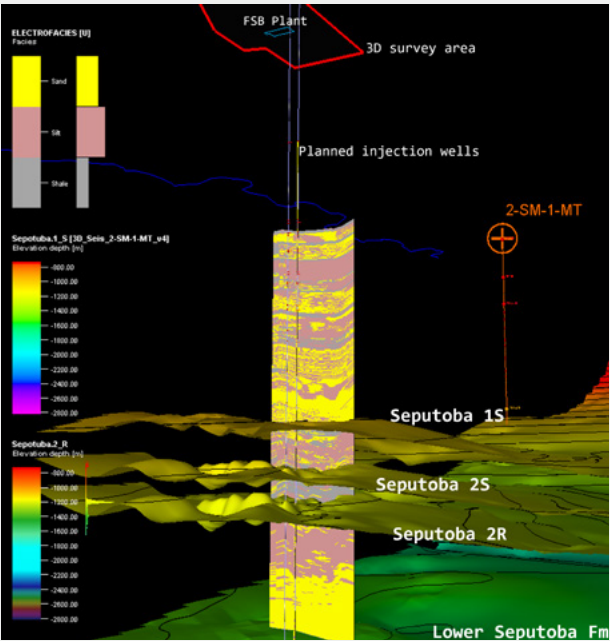 FSB Plant
ELECTROFACIES [U]
Facies
3D survey area
Sand
Silt
Shale
Planned injection wells
2-SM-1-MT
Sepotuba.1_S [3D_Seis_2-SM-1-MT_v4]
Elevation depth [m]
-800.00
-1000.00
-1200.00
-1400.00
-1600.00
-1800.00
-2000.00
-2200.00
-2400.00
-2600.00
-2800.00
Seputoba 1S
Sepotuba.2_R
Elevation depth [m]
-800.00
-1000.00
-1200.00
-1400.00
-1600.00
-1800.00
-2000.00
-2200.00
-2400.00
-2600.00
-2800.00
Seputoba 2S
Seputoba 2R
Lower Seputoba Fm